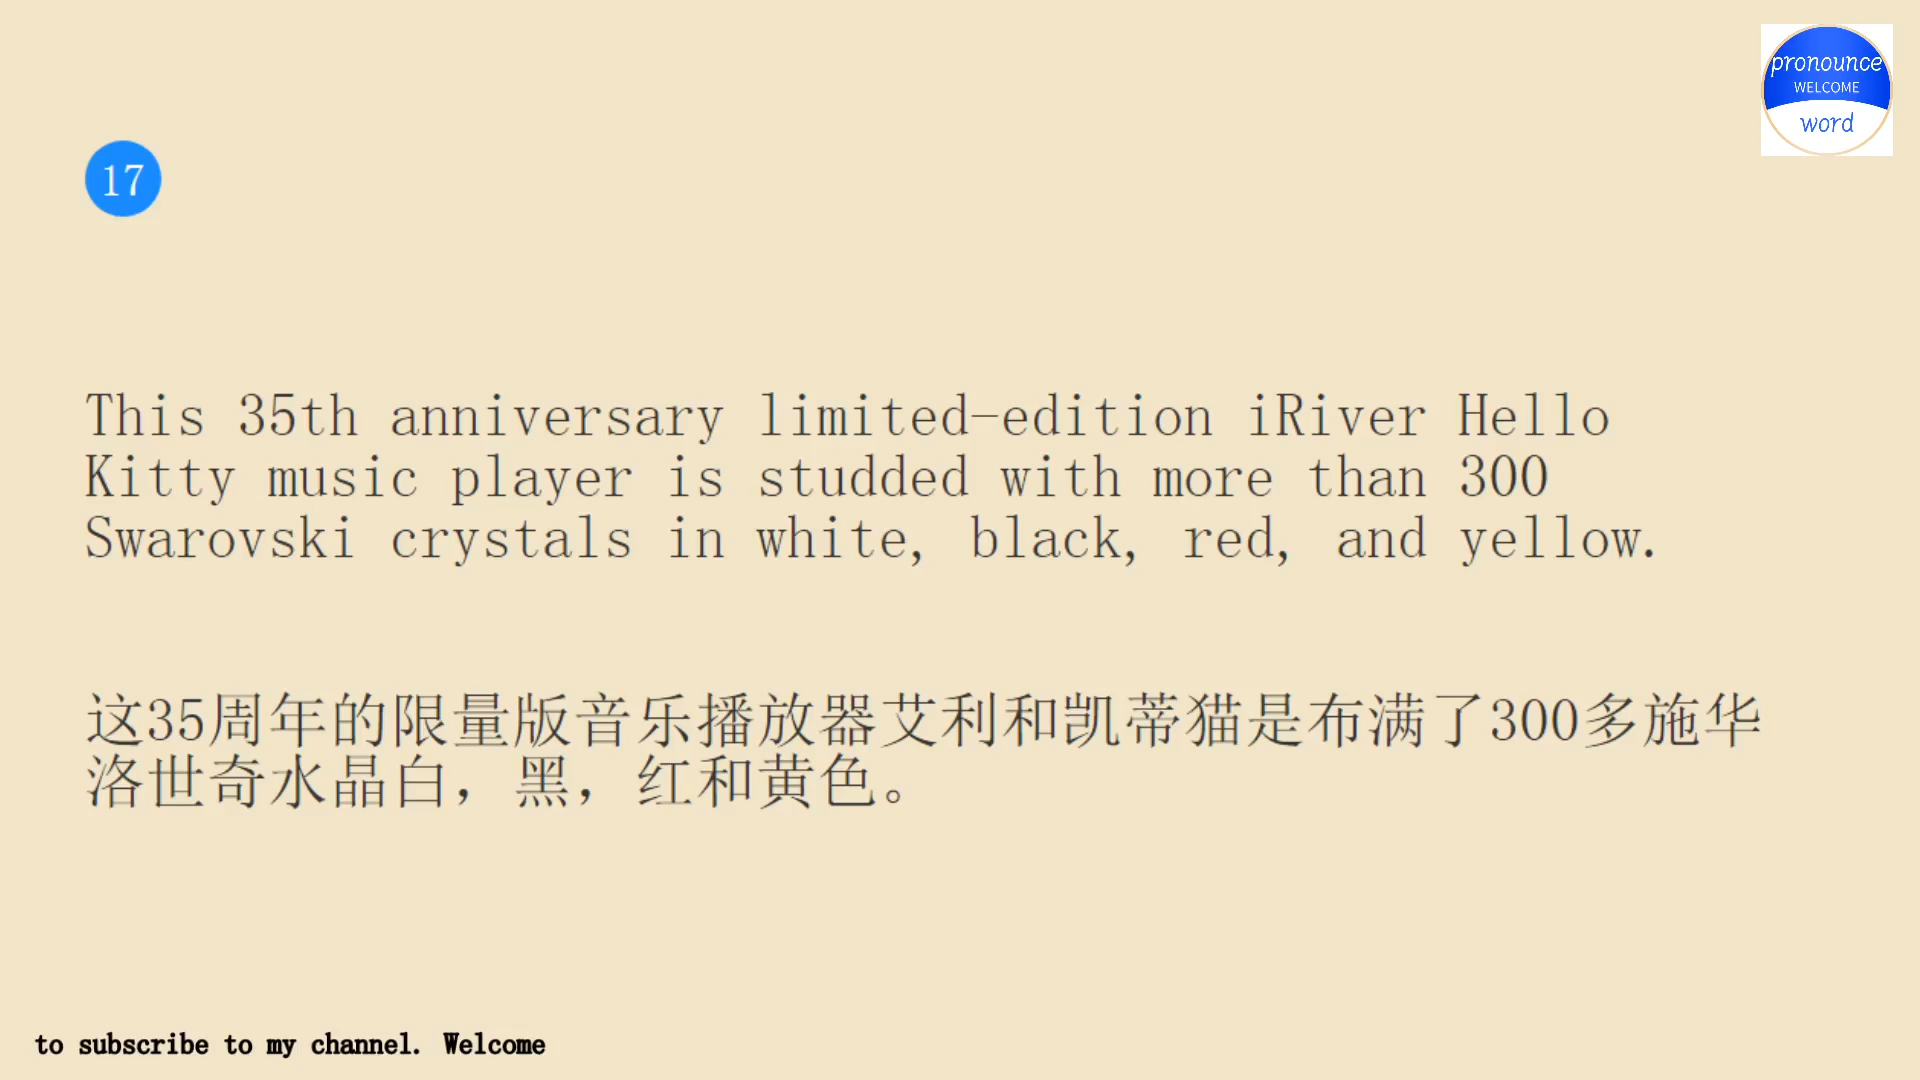 pronounce
WELCOME
word
17
This 35th anniversary limited-edition iRiver Hello
Kitty music player is studded with more than 300
Swarovski crystals in white, black, red, and yellow.
这35周年的限量版音乐播放器艾利和凯蒂猫是布满了300多施华
洛世奇水晶白，黑，红和黄色。
to subscribe to my channel. Welcome